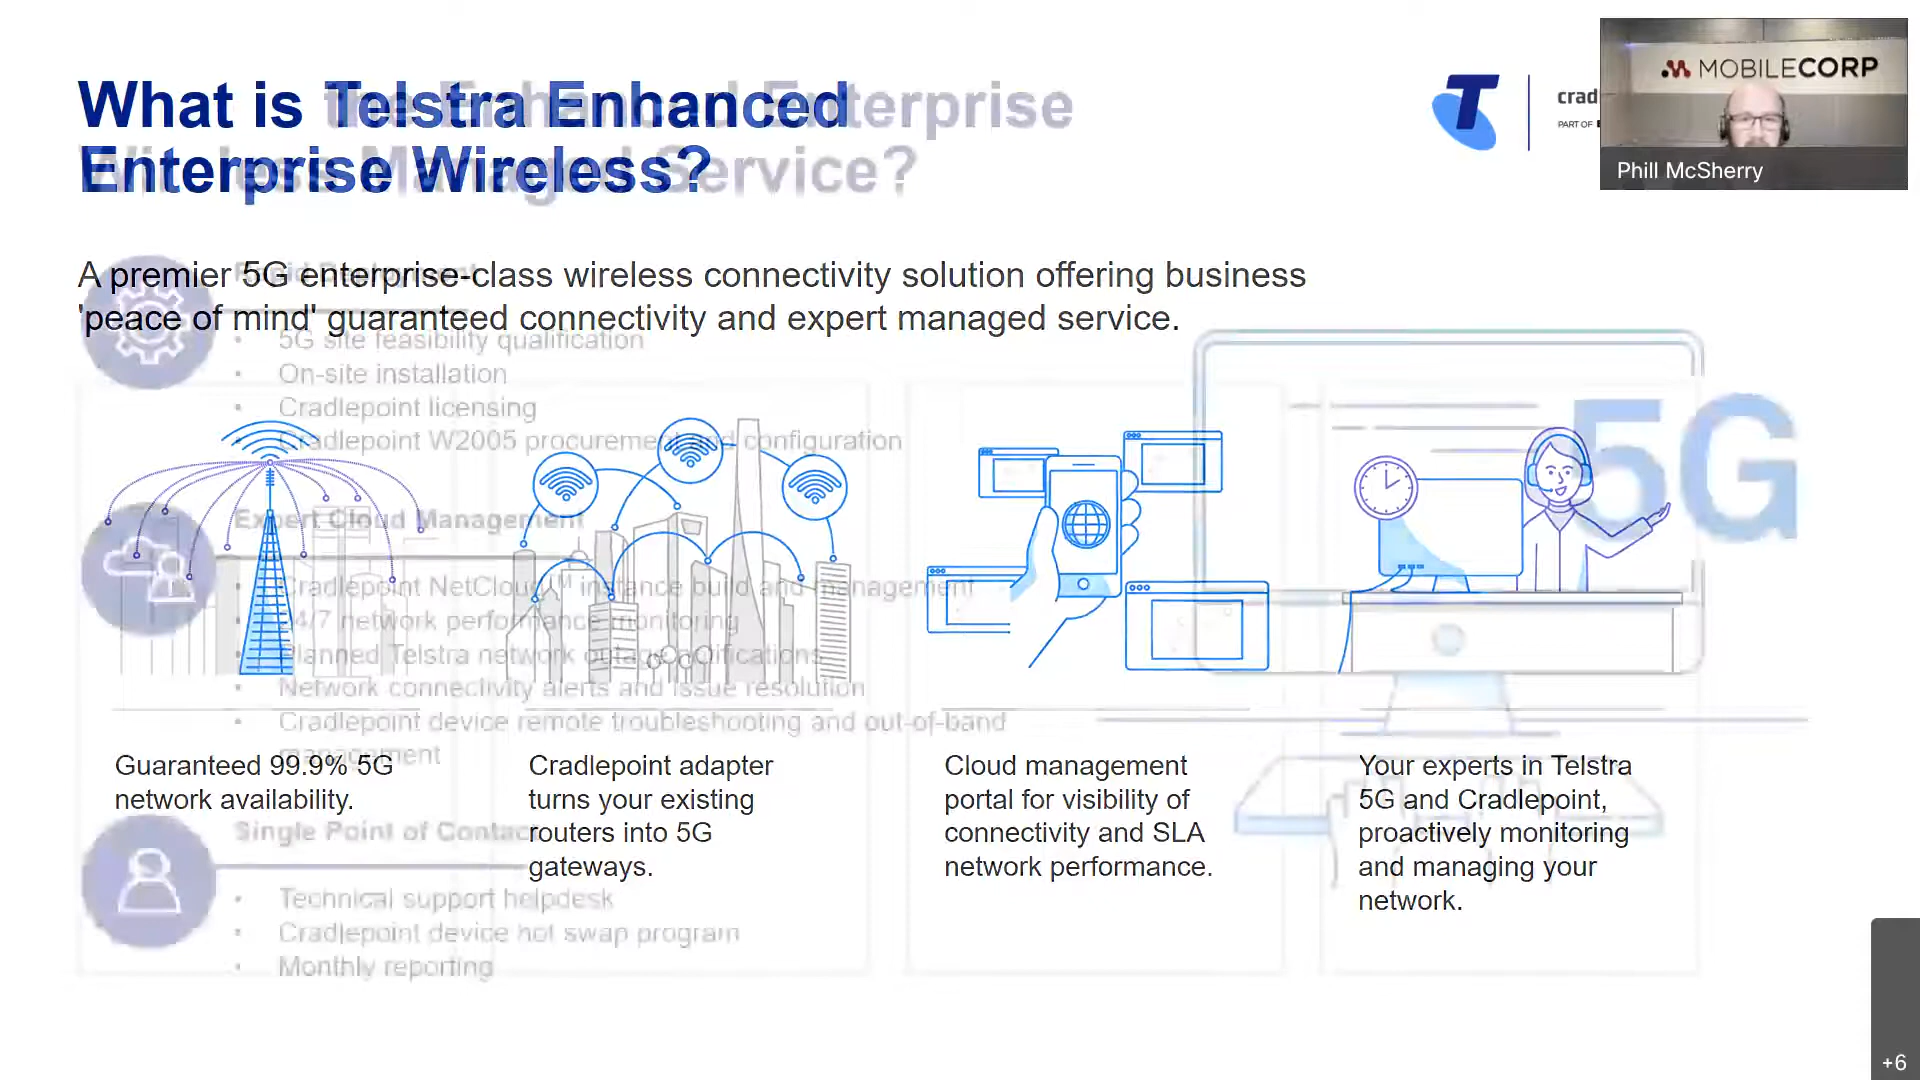 What is Telstra Enhanced
Enterprise Wireless?
the Enhanced Enterprise
Wireless Managed Service?
crad
PART OF
MOBILECORP
Phill McSherry
A premier 5G enterprise-class wireless connectivity solution offering business
'peace of mind' guaranteed connectivity and expert managed service.
Rapid Deployment
• 5G site feasibility qualification
• On-site installation
• Cradlepoint licensing
• Cradlepoint W2005 procurement and configuration
5G
Expert Cloud Management
• Cradlepoint NetCloud™ instance build and management
• 24/7 network performance monitoring
• Planned Telstra network outage notifications
• Network connectivity alerts and issue resolution
• Cradlepoint device remote troubleshooting and out-of-band
management
Single Point of Contact
• Technical support helpdesk
• Cradlepoint device hot swap program
• Monthly reporting
Guaranteed 99.9% 5G
network availability.
Cradlepoint adapter
turns your existing
routers into 5G
gateways.
Cloud management
portal for visibility of
connectivity and SLA
network performance.
Your experts in Telstra
5G and Cradlepoint,
proactively monitoring
and managing your
network.
+6